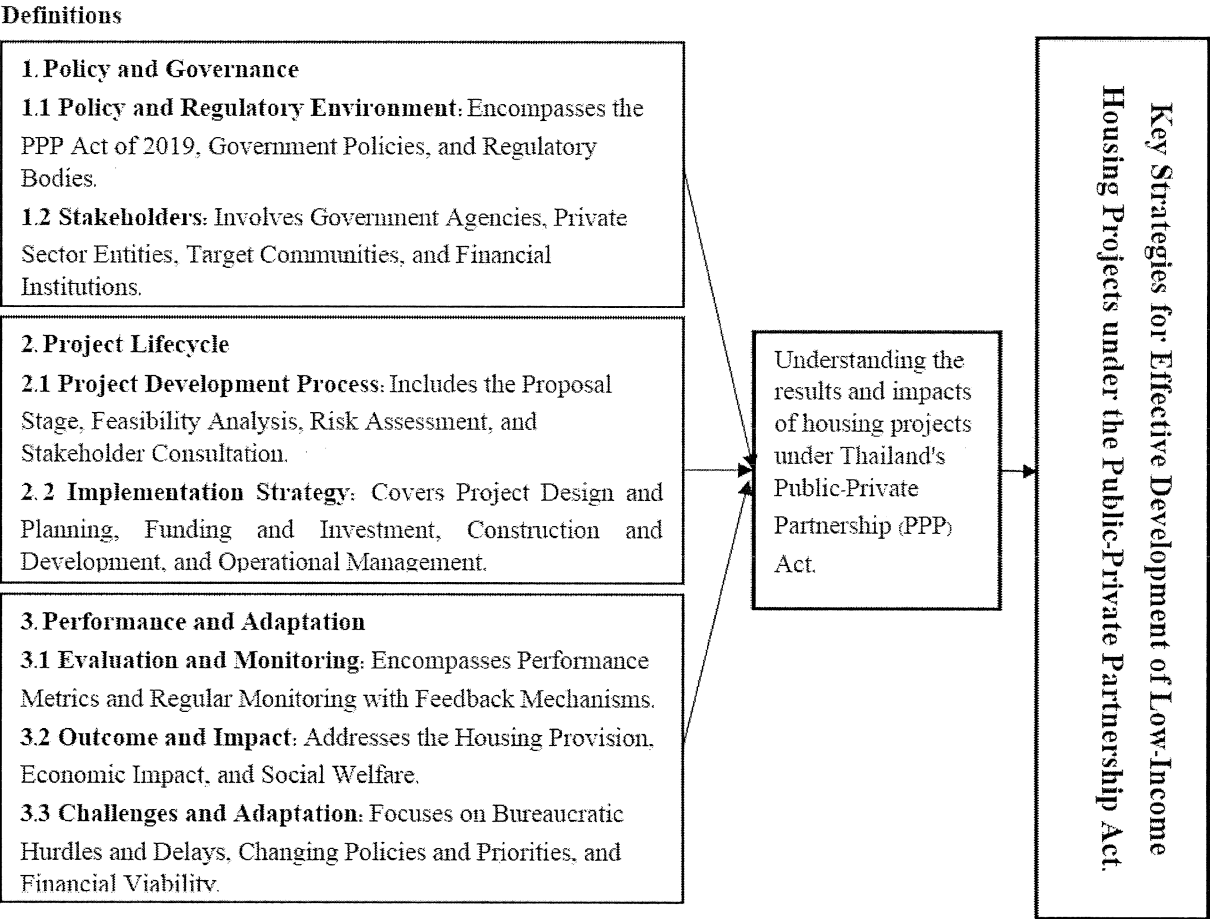 Definitions
1. Policy and Governance
1.1 Policy and Regulatory Environment: Encompasses the
PPP Act of 2019, Government Policies, and Regulatory
Bodies.
1.2 Stakeholders: Involves Government Agencies, Private
Sector Entities, Target Communities, and Financial
Institutions.
2. Project Lifecycle
2.1 Project Development Process: Includes the Proposal
Stage, Feasibility Analysis, Risk Assessment, and
Stakeholder Consultation.
2.2 Implementation Strategy: Covers Project Design and
Planning, Funding and Investment, Construction and
Development, and Operational Management.
3. Performance and Adaptation
3.1 Evaluation and Monitoring: Encompasses Performance
Metrics and Regular Monitoring with Feedback Mechanisms.
3.2 Outcome and Impact: Addresses the Housing Provision,
Economic Impact, and Social Welfare.
3.3 Challenges and Adaptation: Focuses on Bureaucratic
Hurdles and Delays, Changing Policies and Priorities, and
Financial Viability.
Understanding the
results and impacts
of housing projects
under Thailand's
Public-Private
Partnership (PPP)
Act.
Key Strategies for Effective Development of Low-Income
Housing Projects under the Public-Private Partnership Act.